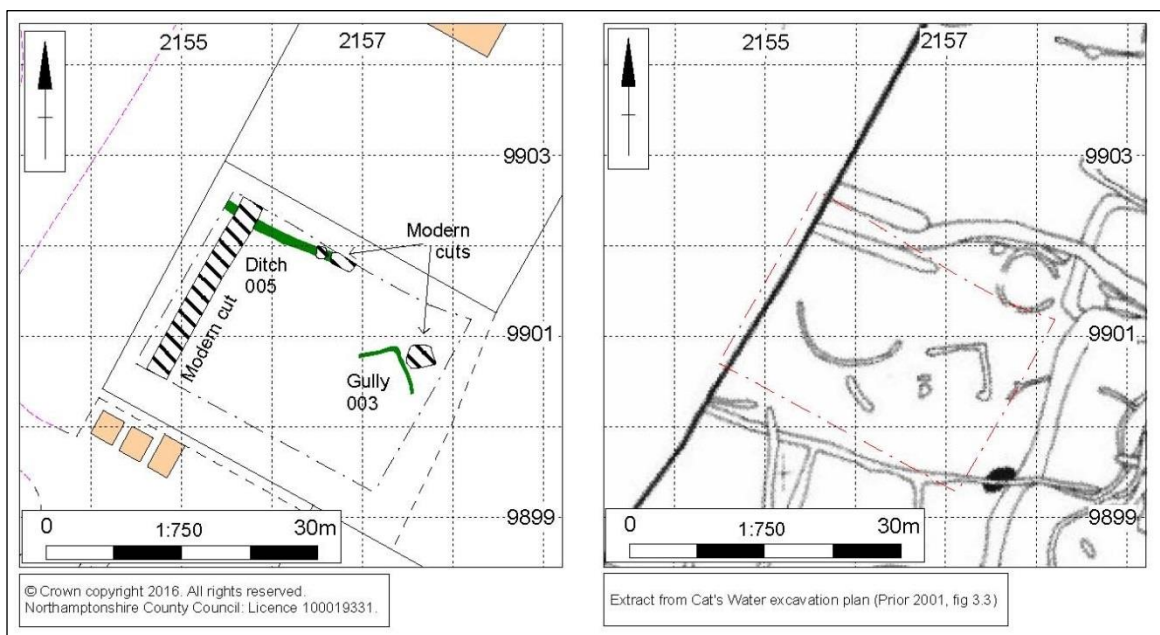 2155
2157
9903
Modern
cuts
Ditch
005
9901
Modern cut
Gully
003
9899
0
1:750
30m
© Crown copyright 2016. All rights reserved.
Northamptonshire County Council: Licence 100019331.
2155
2157
9903
9901
9899
0
1:750
30m
Extract from Cat's Water excavation plan (Prior 2001, fig 3.3)